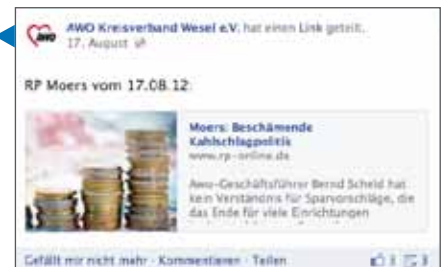 AWO
AWO Kreisverband Wesel e.V. hat einen Link geteilt.
17. August
RP Moers vom 17.08.12:
Moers: Beschämende
Kahlschlagpolitik
www.rp-online.de
Awo-Geschäftsführer Bernd Scheid hat
kein Verständnis für Sparvorschläge, die
das Ende für viele Einrichtungen
Gefällt mir nicht mehr · Kommentieren · Teilen